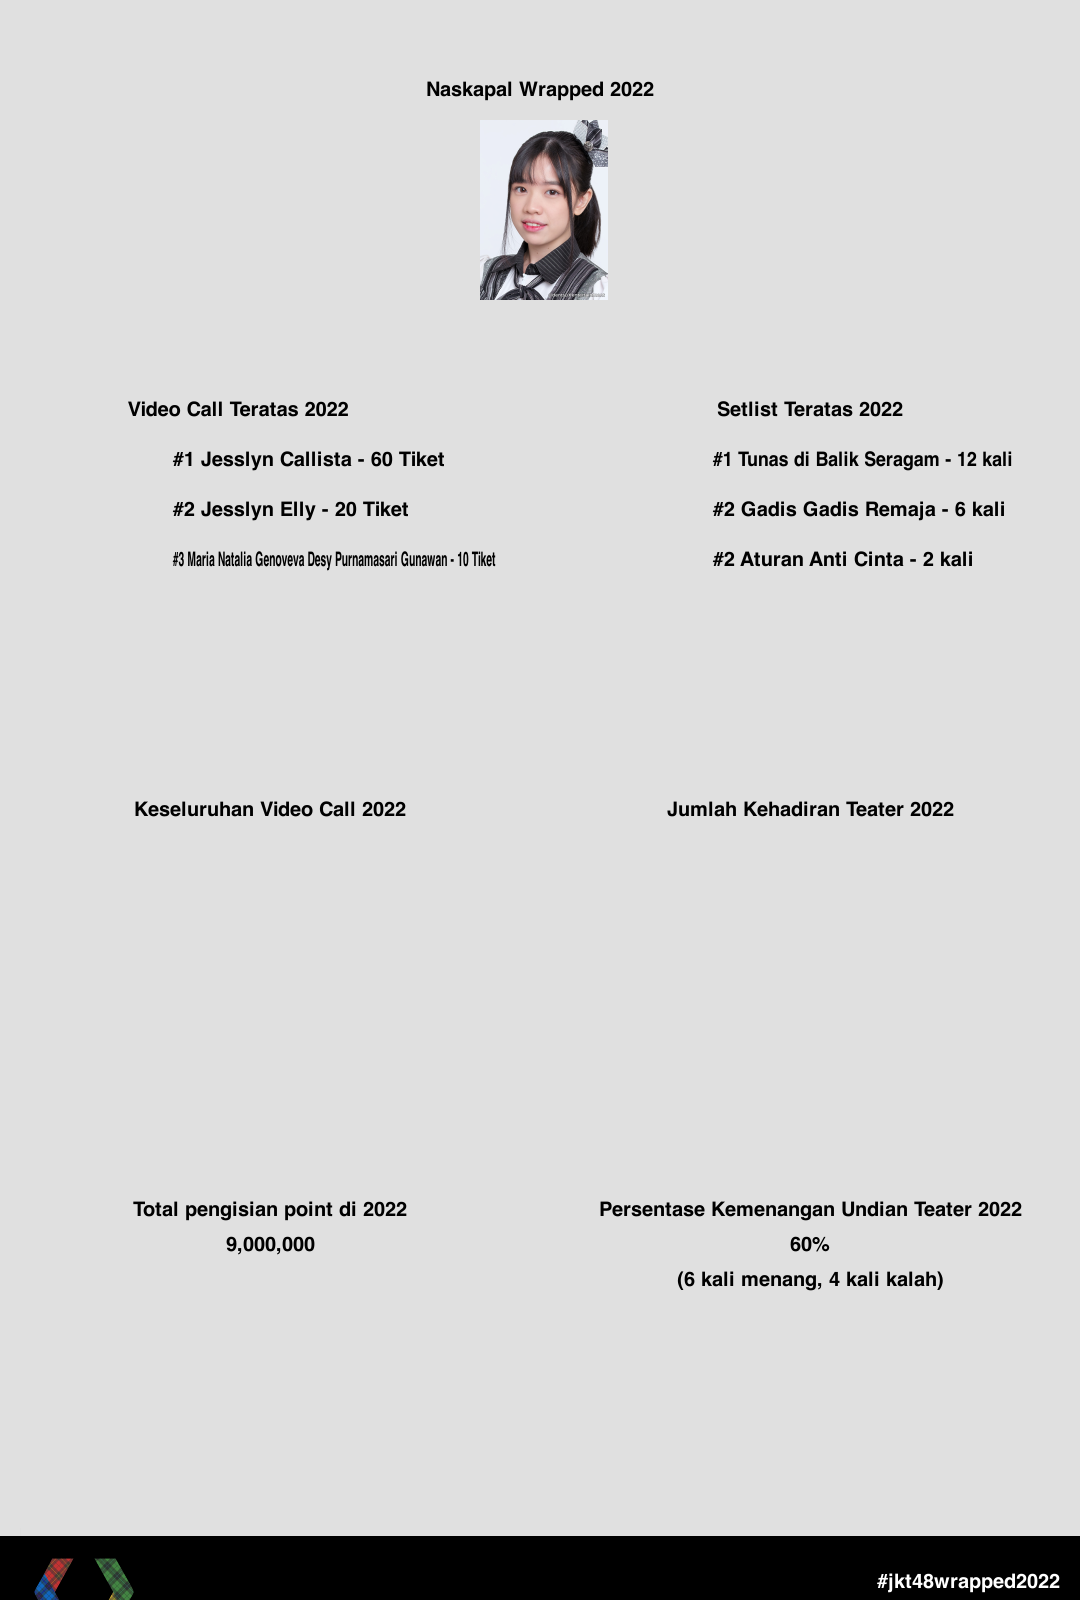 Naskapal Wrapped 2022
Video Call Teratas 2022
#1 Jesslyn Callista - 60 Tiket
#2 Jesslyn Elly - 20 Tiket
#3 Maria Natalia Genoveva Desy Purnamasari Gunawan - 10 Tiket
Setlist Teratas 2022
#1 Tunas di Balik Seragam - 12 kali
#2 Gadis Gadis Remaja - 6 kali
#2 Aturan Anti Cinta - 2 kali
Keseluruhan Video Call 2022
Jumlah Kehadiran Teater 2022
Total pengisian point di 2022
9,000,000
Persentase Kemenangan Undian Teater 2022
60%
(6 kali menang, 4 kali kalah)
#jkt48wrapped2022